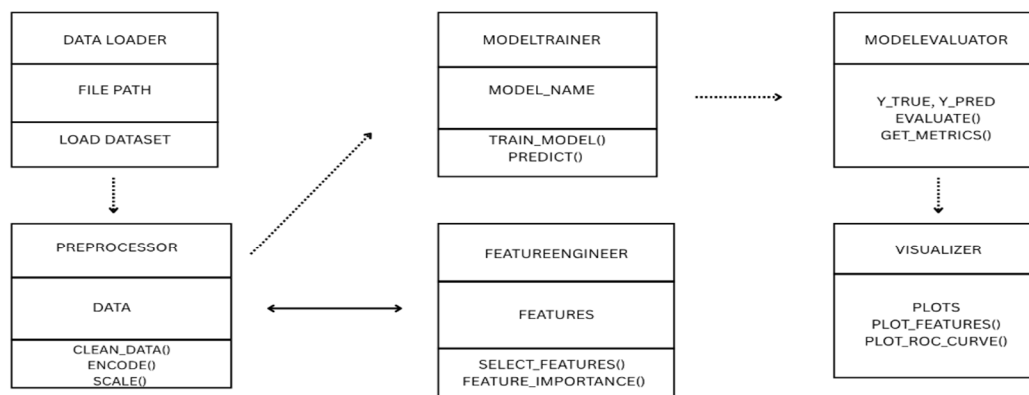 DATA LOADER
FILE PATH
LOAD DATASET
MODELTRAINER
MODEL_NAME
TRAIN_MODEL()
PREDICT()
MODELEVALUATOR
Y_TRUE, Y_PRED
EVALUATE()
GET_METRICS()
PREPROCESSOR
DATA
CLEAN_DATA()
ENCODE()
SCALE()
FEATUREENGINEER
FEATURES
SELECT_FEATURES()
FEATURE_IMPORTANCE()
VISUALIZER
PLOTS
PLOT_FEATURES()
PLOT_ROC_CURVE()